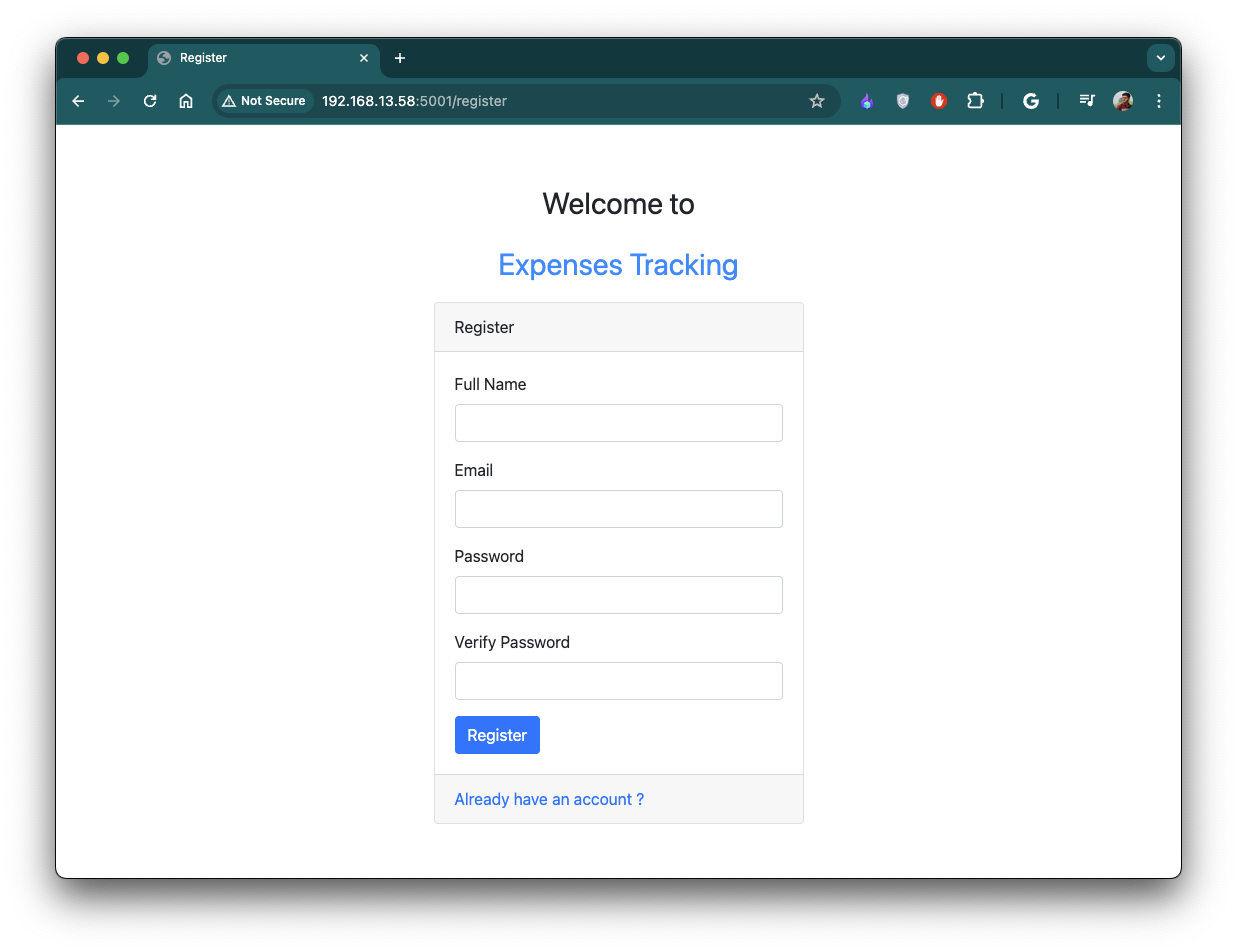 Register
Not Secure 192.168.13.58:5001/register
Welcome to
Expenses Tracking
Register
Full Name
Email
Password
Verify Password
Register
Already have an account ?